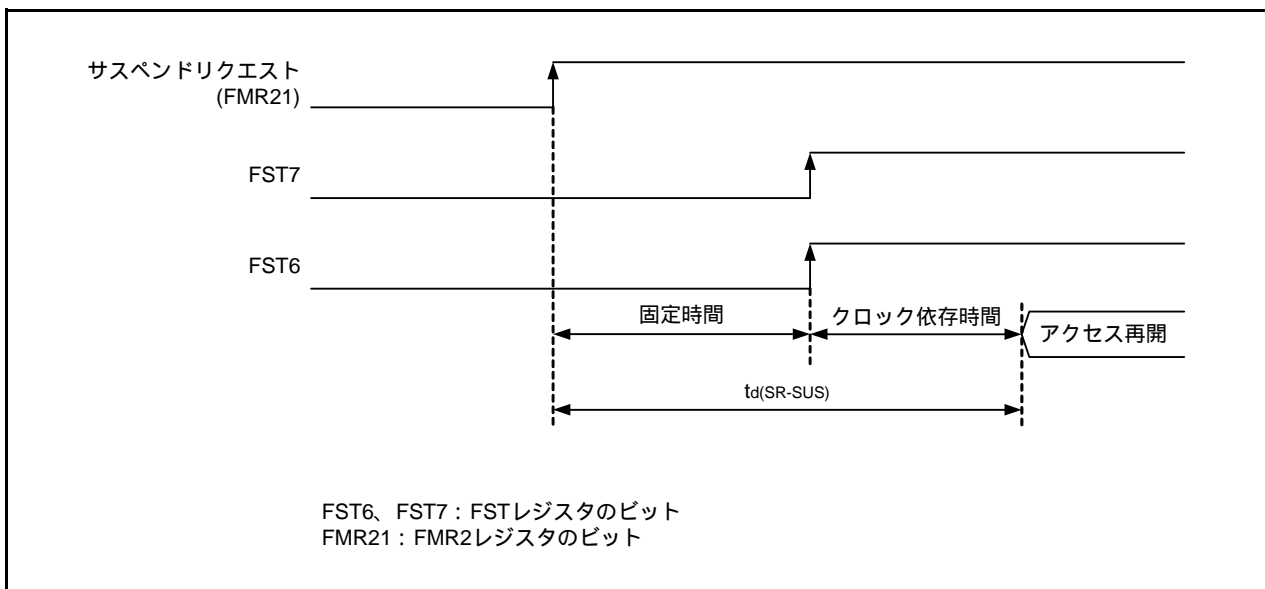 サスペンドリクエスト
(FMR21)
FST7
FST6
固定時間
クロック依存時間
アクセス再開
td(SR-SUS)
FST6、FST7：FSTレジスタのビット
FMR21：FMR2レジスタのビット